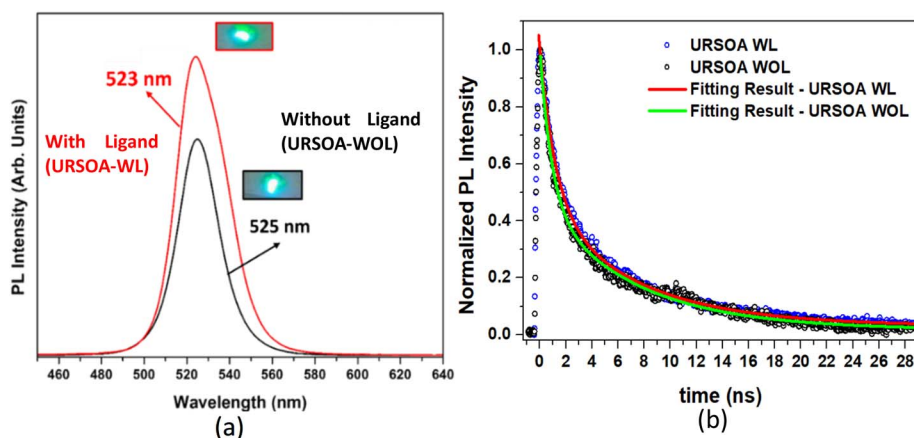 PL Intensity (Arb. Units)
523 nm
With Ligand
(URSOA-WL)
Without Ligand
(URSOA-WOL)
525 nm
460 480 500 520 540 560 580 600 620 640
Wavelength (nm)
(a)
Normalized PL Intensity
1.0
0.8
0.6
0.4
0.2
0.0
URSOA WL
URSOA WOL
Fitting Result - URSOA WL
Fitting Result - URSOA WOL
0 2 4 6 8 10 12 14 16 18 20 22 24 26 28
time (ns)
(b)